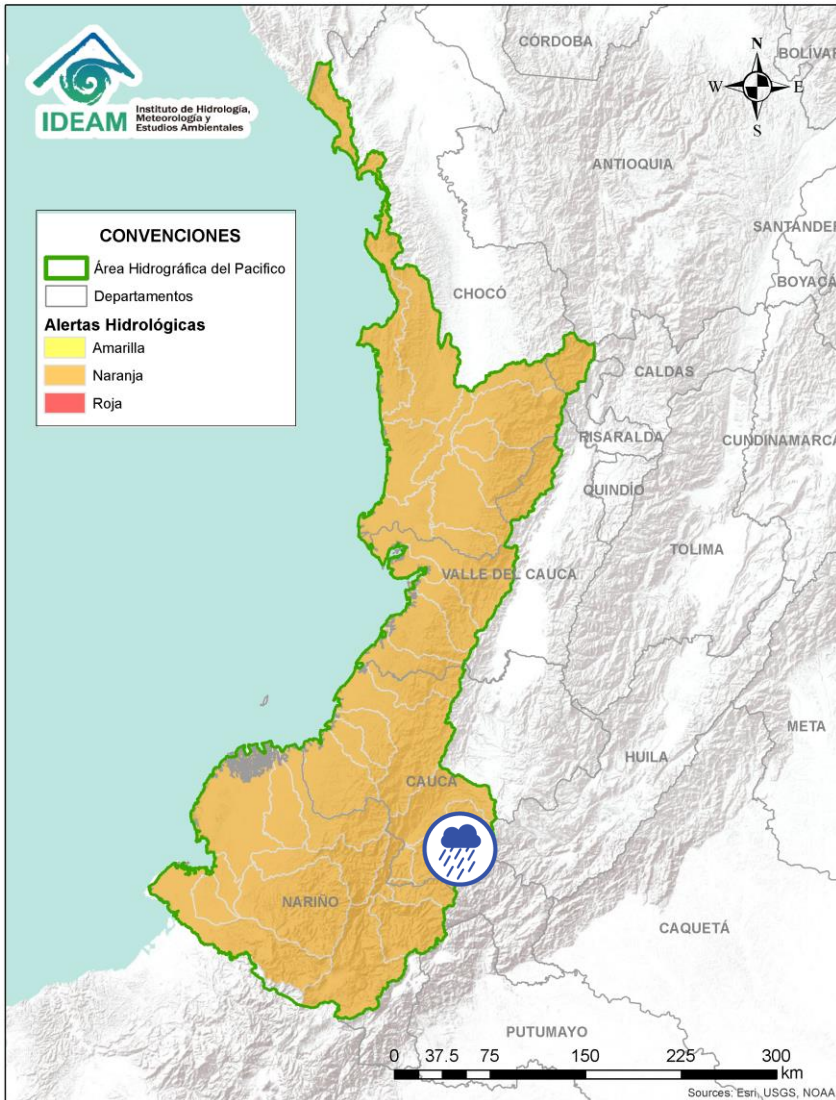 IDEAM
Instituto de Hidrología,
Meteorología y
Estudios Ambientales
CÓRDOBA
BOLÍVAR
N
W
E
S
ANTIOQUIA
SANTANDER
BOYACÁ
CONVENCIONES
Área Hidrográfica del Pacifico
Departamentos
Alertas Hidrológicas
Amarilla
Naranja
Roja
CHOCÓ
CALDAS
RISARALDA
CUNDINAMARCA
QUINDÍO
TOLIMA
VALLE DEL CAUCA
META
HUILA
CAUCA
NARIÑO
CAQUETÁ
PUTUMAYO
0 37.5 75 150 225 300
km
Sources: Esri, USGS, NOAA